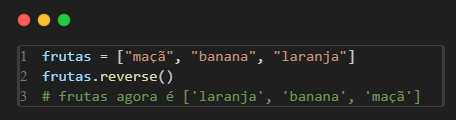 1 frutas = ["maçã", "banana", "laranja"]
2 frutas.reverse()
3 # frutas agora é ['laranja', 'banana', 'maçã']